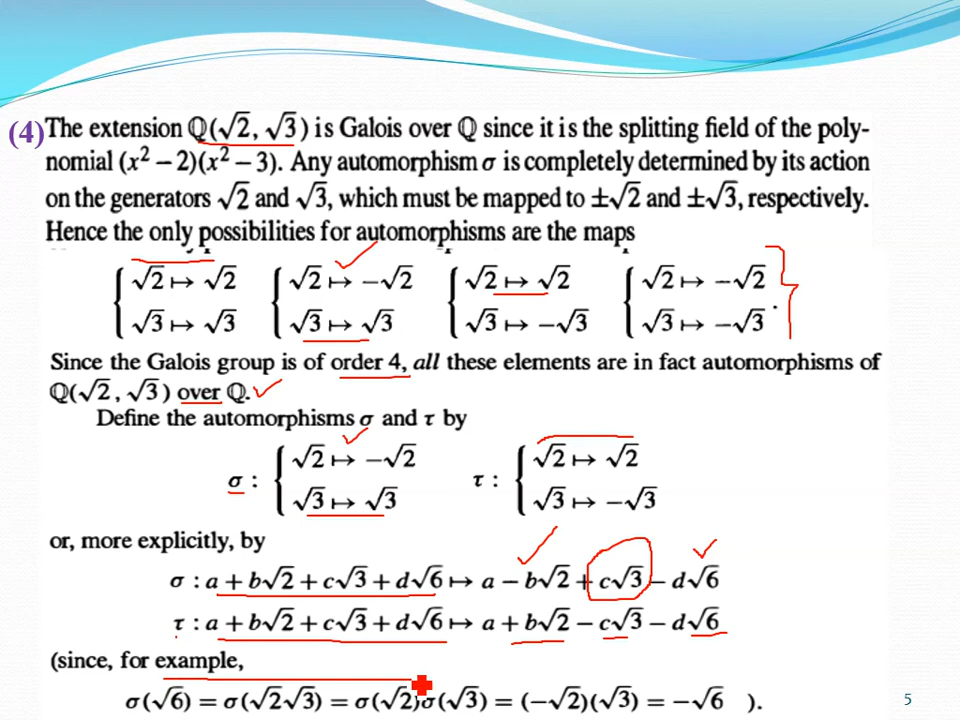 (4) The extension ℚ(√2, √3) is Galois over ℚ since it is the splitting field of the poly-
nomial (x² − 2)(x² − 3). Any automorphism σ is completely determined by its action
on the generators √2 and √3, which must be mapped to ±√2 and ±√3, respectively.
Hence the only possibilities for automorphisms are the maps
{ √2 ↦ √2 { √2 ↦ −√2 { √2 ↦ √2 { √2 ↦ −√2
√3 ↦ √3 √3 ↦ √3 √3 ↦ −√3 √3 ↦ −√3 .
Since the Galois group is of order 4, all these elements are in fact automorphisms of
ℚ(√2, √3) over ℚ.
Define the automorphisms σ and τ by
σ : { √2 ↦ −√2 τ : { √2 ↦ √2
√3 ↦ √3 √3 ↦ −√3
or, more explicitly, by
σ : a + b√2 + c√3 + d√6 ↦ a − b√2 + c√3 − d√6
τ : a + b√2 + c√3 + d√6 ↦ a + b√2 − c√3 − d√6
(since, for example,
σ(√6) = σ(√2√3) = σ(√2)σ(√3) = (−√2)(√3) = −√6 ).
5